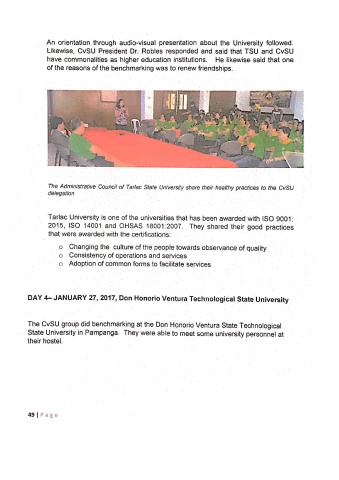 An orientation through audio-visual presentation about the University followed.
Likewise, CvSU President Dr. Robles responded and said that TSU and CvSU
have commonalities as higher education institutions. He likewise said that one
of the reasons of the benchmarking was to renew friendships.
The Administrative Council of Tarlac State University share their healthy practices to the CvSU
delegation
Tarlac University is one of the universities that has been awarded with ISO 9001:
2015, ISO 14001 and OHSAS 18001:2007. They shared their good practices
that were awarded with the certifications:
o Changing the culture of the people towards observance of quality
o Consistency of operations and services
o Adoption of common forms to facilitate services
DAY 4– JANUARY 27, 2017, Don Honorio Ventura Technological State University
The CvSU group did benchmarking at the Don Honorio Ventura State Technological
State University in Pampanga. They were able to meet some university personnel at
their hostel.
49 | Page